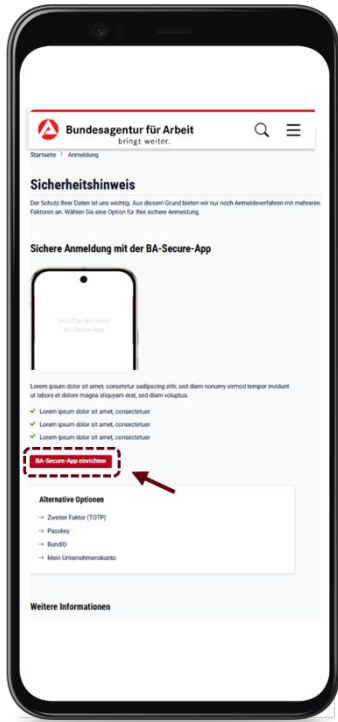 Bundesagentur für Arbeit
bringt weiter.
Startseite > Anmeldung
Sicherheitshinweis
Der Schutz Ihrer Daten ist uns wichtig. Aus diesem Grund bieten wir nur noch Anmeldeverfahren mit mehreren
Faktoren an. Wählen Sie eine Option für Ihre sichere Anmeldung.
Sichere Anmeldung mit der BA-Secure-App
BA-Secure-App
Lorem ipsum dolor sit amet, consetetur sadipscing elitr, sed diam nonumy eirmod tempor invidunt
ut labore et dolore magna aliquyam erat, sed diam voluptua.
Lorem ipsum dolor sit amet, consectetuer
Lorem ipsum dolor sit amet, consectetuer
Lorem ipsum dolor sit amet, consectetuer
BA-Secure-App einrichten
Alternative Optionen
→ Zweiter Faktor (TOTP)
→ Passkey
→ BundID
→ Mein Unternehmenskonto
Weitere Informationen